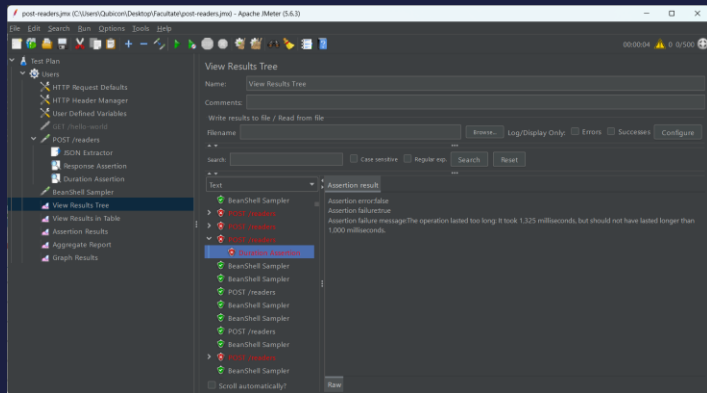 post-readers.jmx (C:\Users\Qubicon\Desktop\Facultate\post-readers.jmx) - Apache JMeter (5.6.3)
File Edit Search Run Options Tools Help
00:00:04 0 0/500
Test Plan
Users
HTTP Request Defaults
HTTP Header Manager
User Defined Variables
GET /hello-world
POST /readers
JSON Extractor
Response Assertion
Duration Assertion
BeanShell Sampler
View Results Tree
View Results in Table
Assertion Results
Aggregate Report
Graph Results
View Results Tree
Name: View Results Tree
Comments:
Write results to file / Read from file
Filename Browse... Log/Display Only: Errors Successes Configure
Search: Case sensitive Regular exp. Search Reset
Text
BeanShell Sampler
POST /readers
POST /readers
POST /readers
Duration Assertion
BeanShell Sampler
BeanShell Sampler
POST /readers
BeanShell Sampler
BeanShell Sampler
POST /readers
BeanShell Sampler
POST /readers
BeanShell Sampler
Scroll automatically?
Assertion result
Assertion error:false
Assertion failure:true
Assertion failure message:The operation lasted too long: It took 1,325 milliseconds, but should not have lasted longer than
1,000 milliseconds.
Raw